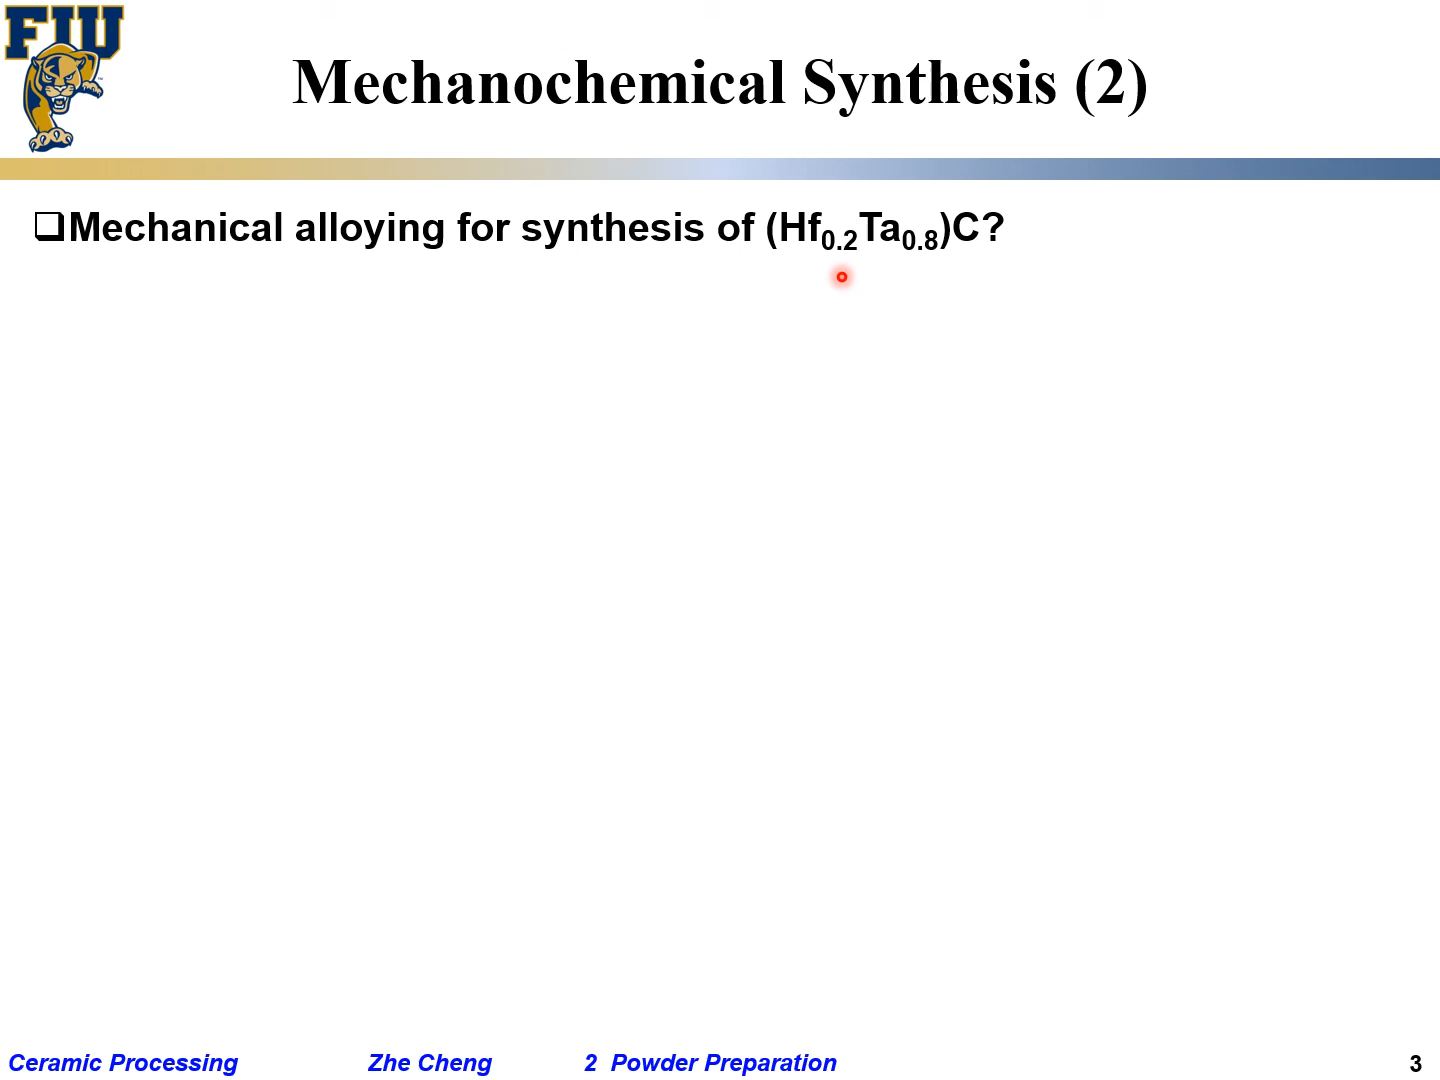 FIU
Mechanochemical Synthesis (2)
❑Mechanical alloying for synthesis of (Hf₀.₂Ta₀.₈)C?
Ceramic Processing Zhe Cheng 2 Powder Preparation 3